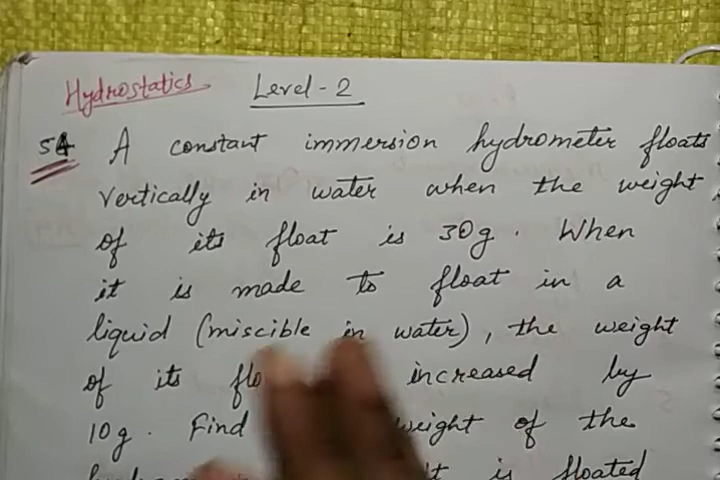 Hydrostatics Level-2
54 A constant immersion hydrometer floats
vertically in water when the weight
of its float is 30g. When
it is made to float in a
liquid (miscible in water), the weight
of its increased by
10g. Find weight of the
is floated